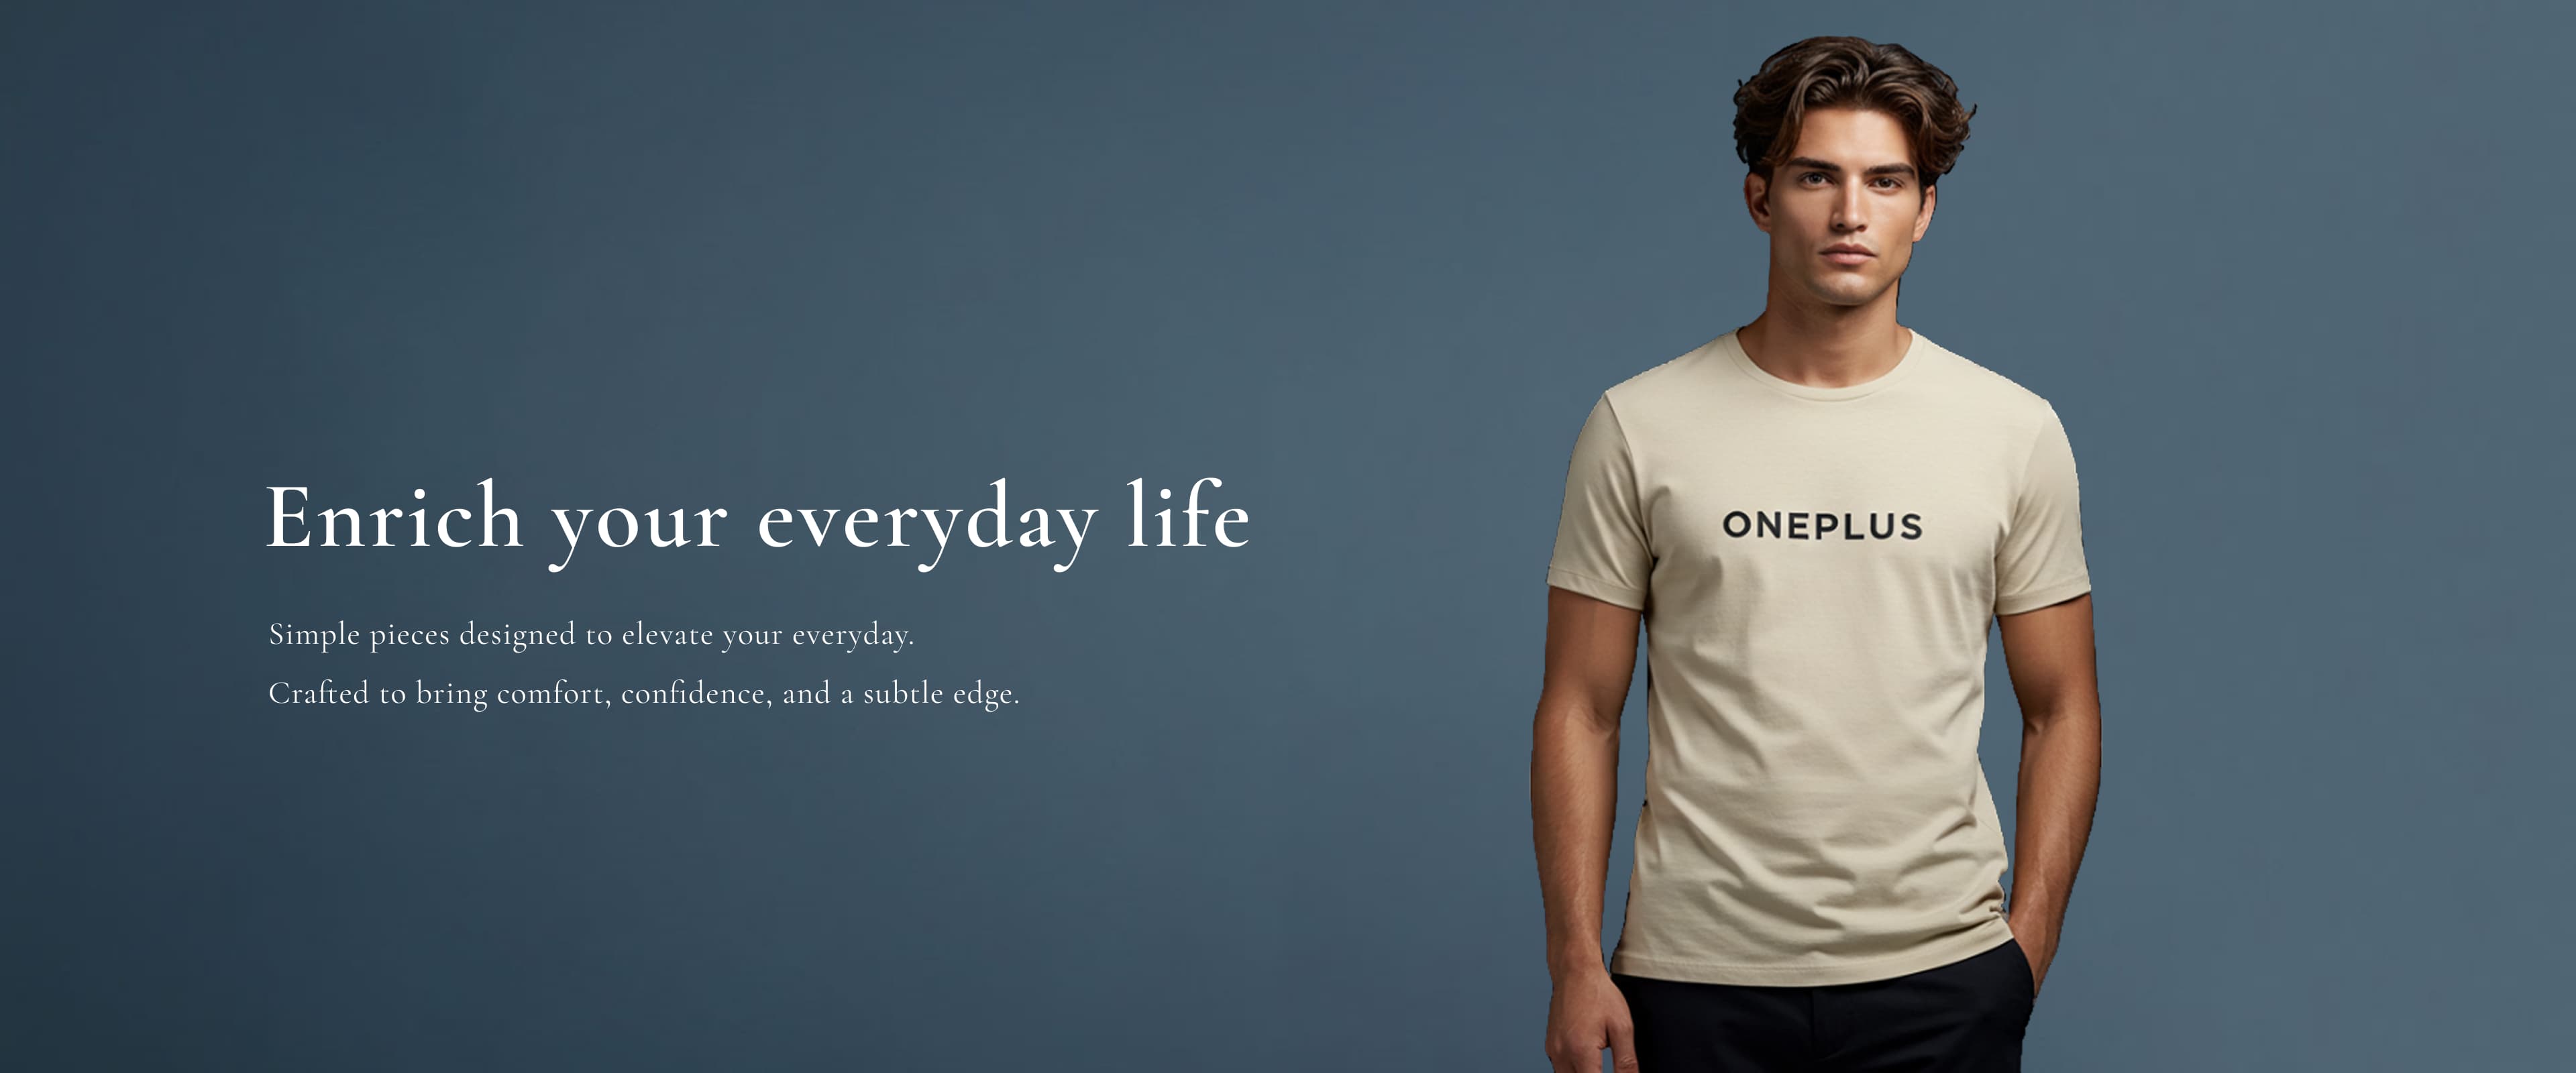 Enrich your everyday life
Simple pieces designed to elevate your everyday.
Crafted to bring comfort, confidence, and a subtle edge.
ONEPLUS